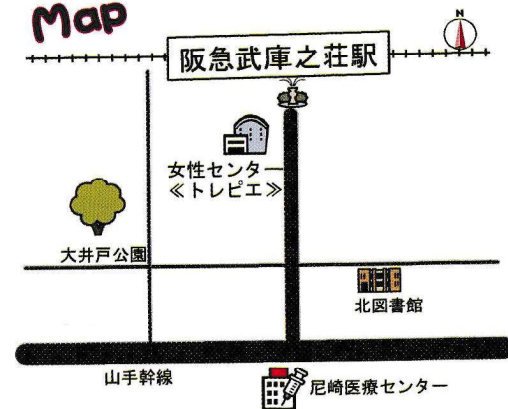 Map
N
阪急武庫之荘駅
女性センター
≪トレピエ≫
大井戸公園
北図書館
山手幹線
尼崎医療センター